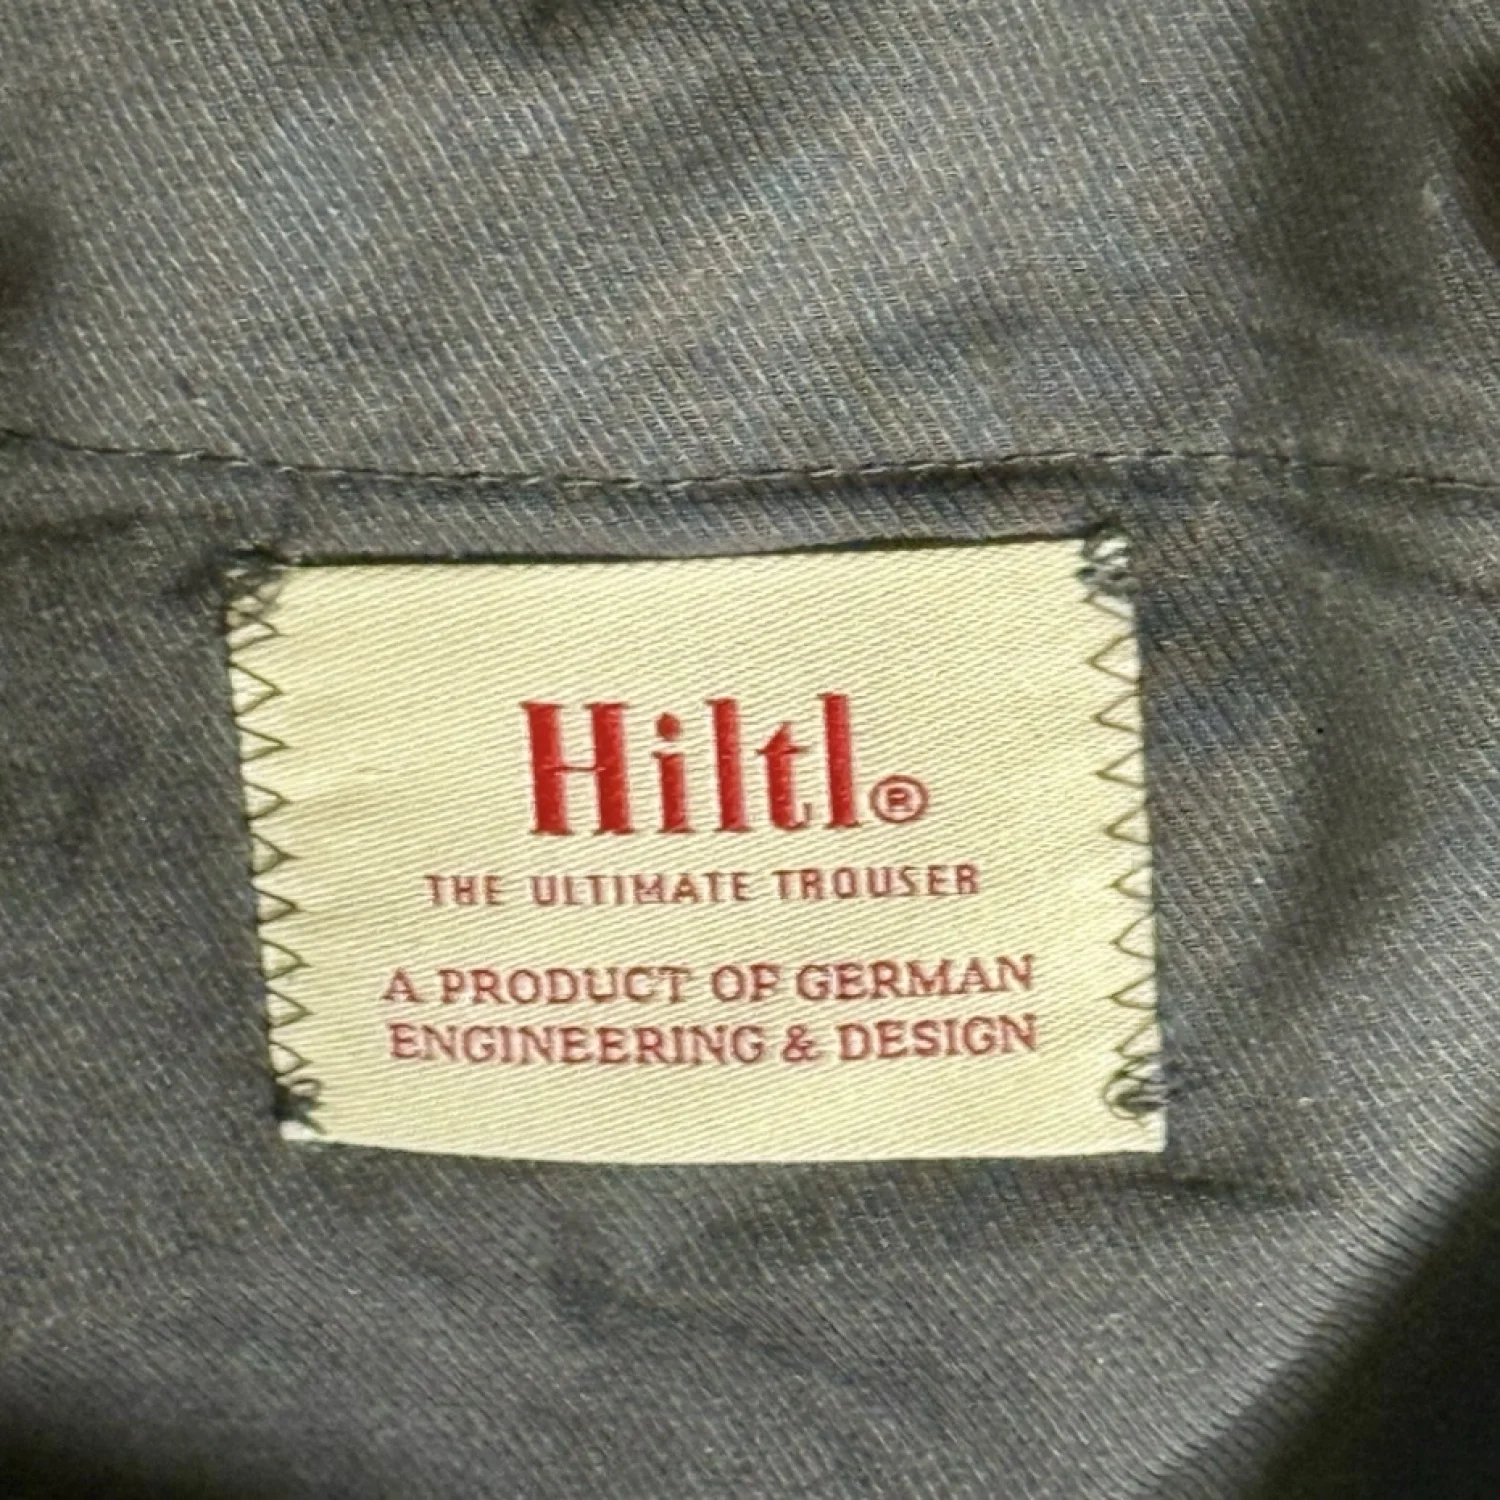 Hiltl®
THE ULTIMATE TROUSER
A PRODUCT OF GERMAN
ENGINEERING & DESIGN